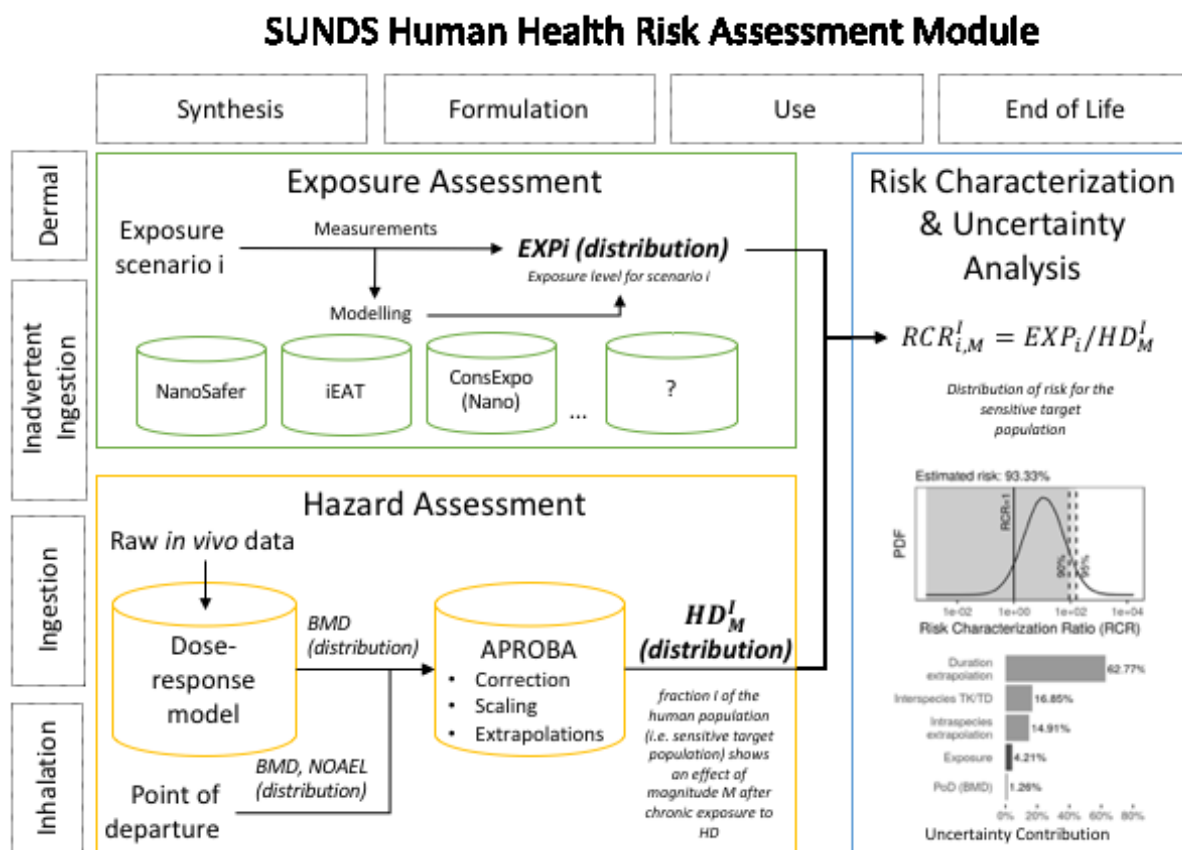 SUNDS Human Health Risk Assessment Module
Synthesis
Formulation
Use
End of Life
Dermal
Inadvertent
Ingestion
Ingestion
Inhalation
Exposure Assessment
Exposure
scenario i
Measurements
Modelling
EXPi (distribution)
Exposure level for scenario i
NanoSafer
iEAT
ConsExpo
(Nano)
...
?
Hazard Assessment
Raw in vivo data
Dose-
response
model
BMD
(distribution)
BMD, NOAEL
(distribution)
Point of
departure
APROBA
• Correction
• Scaling
• Extrapolations
HD_M^I
(distribution)
fraction I of the
human population
(i.e. sensitive target
population) shows
an effect of
magnitude M after
chronic exposure to
HD
Risk Characterization
& Uncertainty
Analysis
RCR_{i,M}^I = EXP_i/HD_M^I
Distribution of risk for the
sensitive target
population
Estimated risk: 93.33%
PDF
RCR=1
90%
95%
1e-02 1e+00 1e+02 1e+04
Risk Characterization Ratio (RCR)
Duration
extrapolation
62.77%
Interspecies TK/TD
16.85%
Intraspecies
extrapolation
14.91%
Exposure
4.21%
PoD (BMD)
1.26%
0% 20% 40% 60% 80%
Uncertainty Contribution